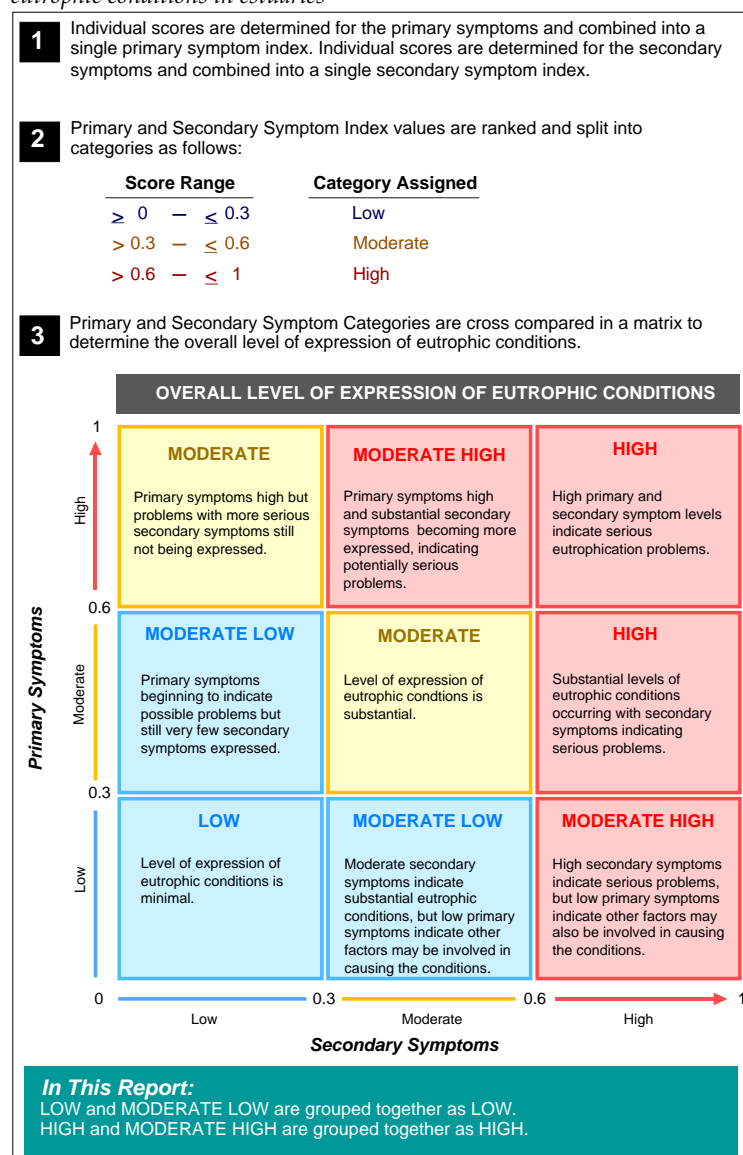 eutrophic conditions in estuaries
1 Individual scores are determined for the primary symptoms and combined into a
single primary symptom index. Individual scores are determined for the secondary
symptoms and combined into a single secondary symptom index.
2 Primary and Secondary Symptom Index values are ranked and split into
categories as follows:
Score Range Category Assigned
≥ 0 – ≤ 0.3 Low
> 0.3 – ≤ 0.6 Moderate
> 0.6 – ≤ 1 High
3 Primary and Secondary Symptom Categories are cross compared in a matrix to
determine the overall level of expression of eutrophic conditions.
OVERALL LEVEL OF EXPRESSION OF EUTROPHIC CONDITIONS
Primary Symptoms
1
High
0.6
Moderate
0.3
Low
MODERATE
Primary symptoms high but
problems with more serious
secondary symptoms still
not being expressed.
MODERATE HIGH
Primary symptoms high
and substantial secondary
symptoms becoming more
expressed, indicating
potentially serious
problems.
HIGH
High primary and
secondary symptom levels
indicate serious
eutrophication problems.
MODERATE LOW
Primary symptoms
beginning to indicate
possible problems but
still very few secondary
symptoms expressed.
MODERATE
Level of expression of
eutrophic condtions is
substantial.
HIGH
Substantial levels of
eutrophic conditions
occurring with secondary
symptoms indicating
serious problems.
LOW
Level of expression of
eutrophic conditions is
minimal.
MODERATE LOW
Moderate secondary
symptoms indicate
substantial eutrophic
conditions, but low primary
symptoms indicate other
factors may be involved in
causing the conditions.
MODERATE HIGH
High secondary symptoms
indicate serious problems,
but low primary symptoms
indicate other factors may
also be involved in causing
the conditions.
0 0.3 0.6 1
Low Moderate High
Secondary Symptoms
In This Report:
LOW and MODERATE LOW are grouped together as LOW.
HIGH and MODERATE HIGH are grouped together as HIGH.